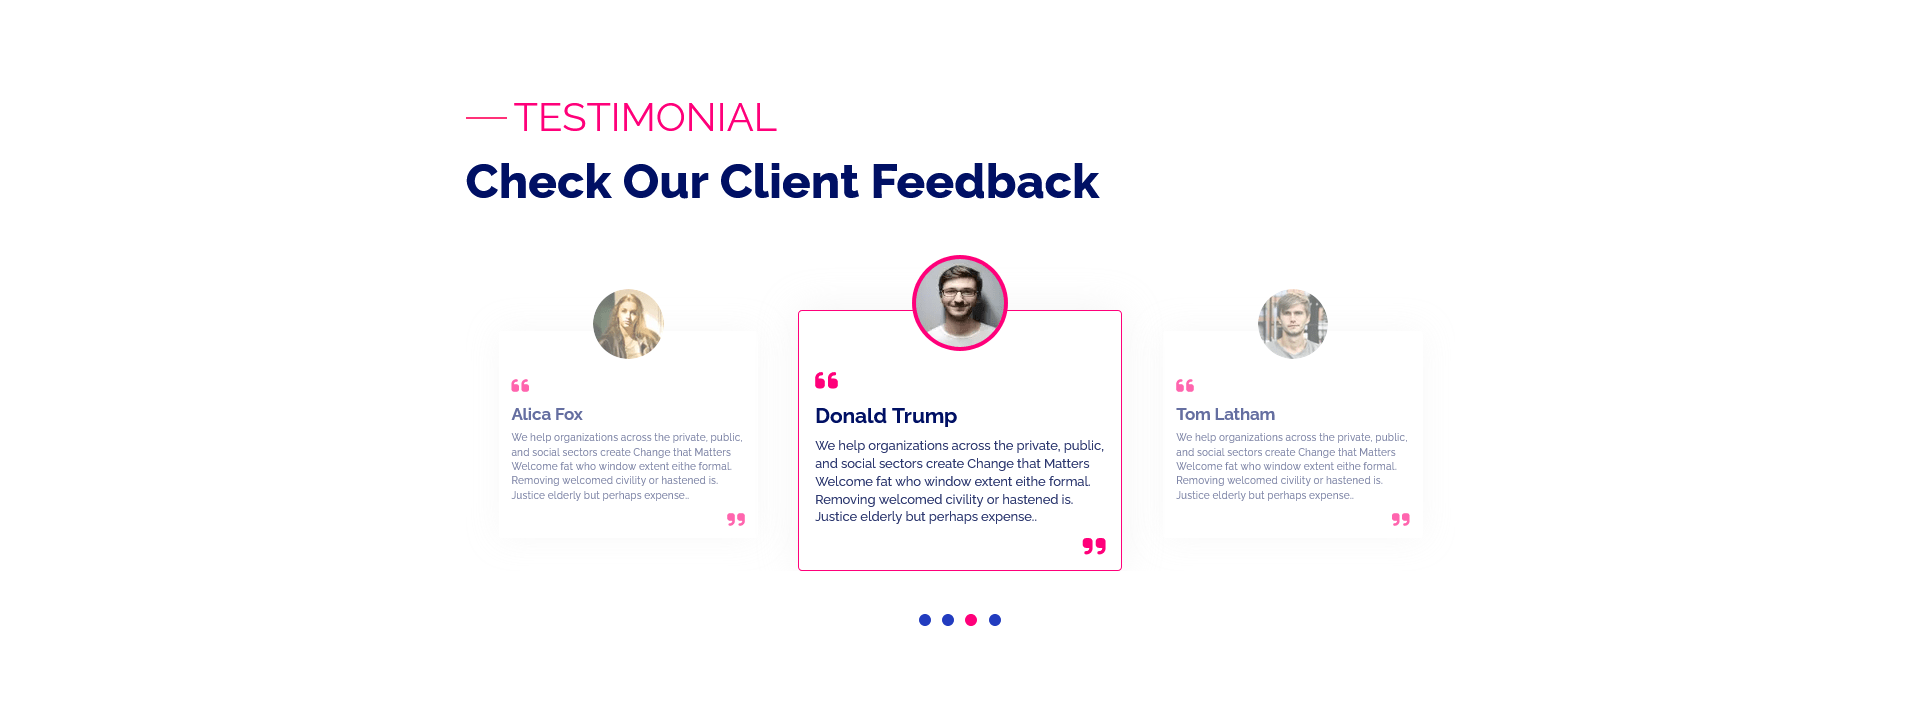 TESTIMONIAL
Check Our Client Feedback
Alica Fox
We help organizations across the private, public,
and social sectors create Change that Matters
Welcome fat who window extent eithe formal.
Removing welcomed civility or hastened is.
Justice elderly but perhaps expense..
Donald Trump
We help organizations across the private, public,
and social sectors create Change that Matters
Welcome fat who window extent eithe formal.
Removing welcomed civility or hastened is.
Justice elderly but perhaps expense..
Tom Latham
We help organizations across the private, public,
and social sectors create Change that Matters
Welcome fat who window extent eithe formal.
Removing welcomed civility or hastened is.
Justice elderly but perhaps expense..